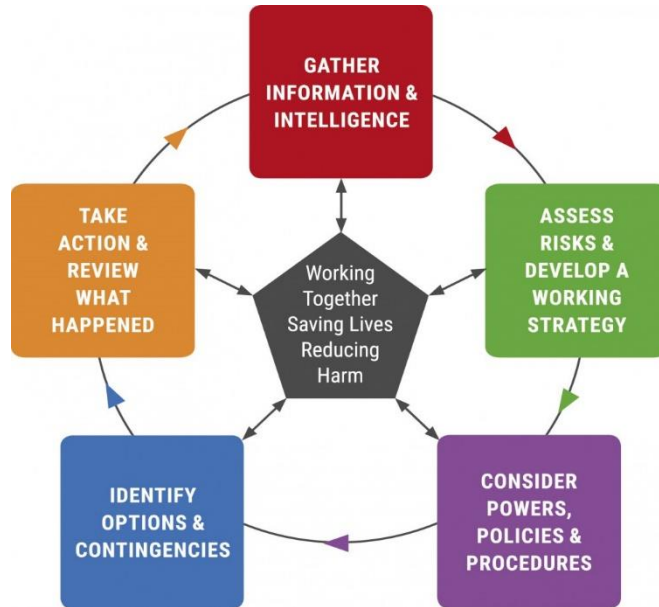 GATHER
INFORMATION &
INTELLIGENCE
ASSESS
RISKS &
DEVELOP A
WORKING
STRATEGY
CONSIDER
POWERS,
POLICIES &
PROCEDURES
IDENTIFY
OPTIONS &
CONTINGENCIES
TAKE
ACTION &
REVIEW
WHAT
HAPPENED
Working
Together
Saving Lives
Reducing
Harm